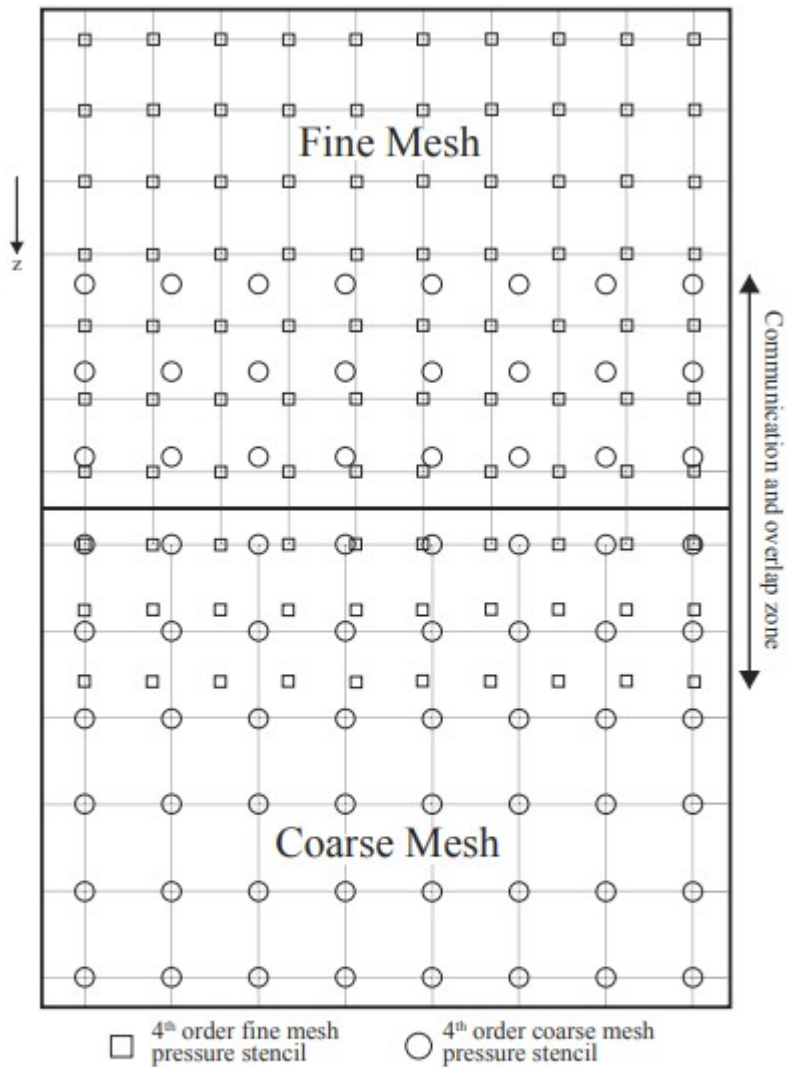 Fine Mesh
z
Communication and overlap zone
Coarse Mesh
4th order fine mesh
pressure stencil
4th order coarse mesh
pressure stencil